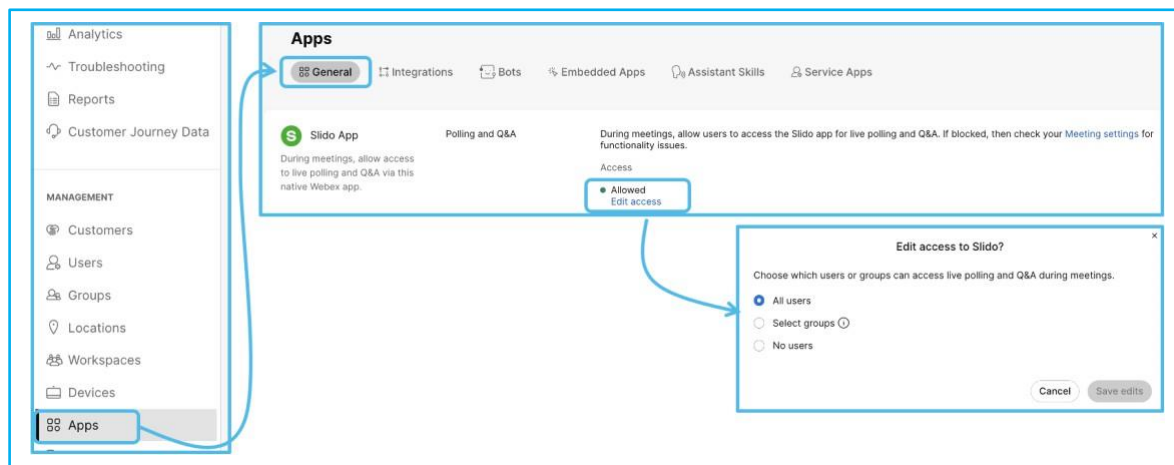 Analytics
Troubleshooting
Reports
Customer Journey Data
MANAGEMENT
Customers
Users
Groups
Locations
Workspaces
Devices
Apps
Apps
General Integrations Bots Embedded Apps Assistant Skills Service Apps
Slido App
During meetings, allow access
to live polling and Q&A via this
native Webex app.
Polling and Q&A
During meetings, allow users to access the Slido app for live polling and Q&A. If blocked, then check your Meeting settings for
functionality issues.
Access
Allowed
Edit access
Edit access to Slido?
Choose which users or groups can access live polling and Q&A during meetings.
All users
Select groups
No users
Cancel Save edits